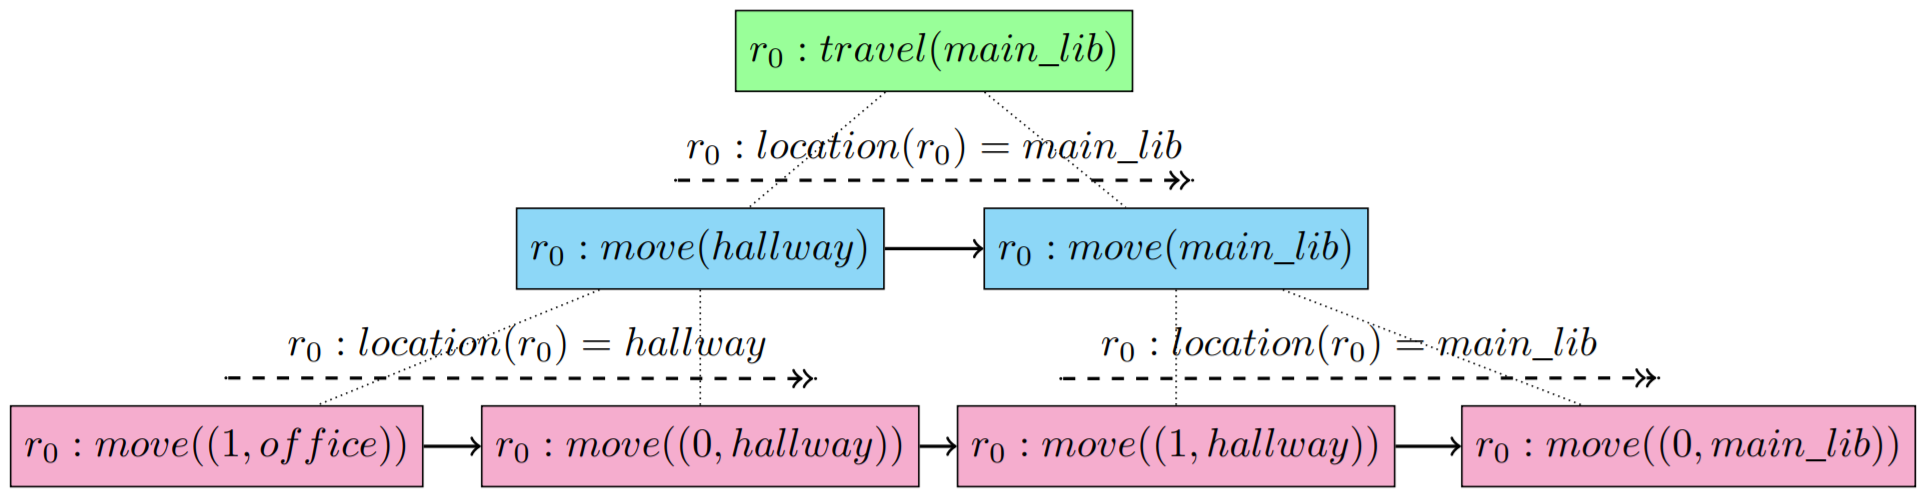 r₀ : travel(main_lib)
r₀ : location(r₀) = main_lib
r₀ : move(hallway)
r₀ : move(main_lib)
r₀ : location(r₀) = hallway
r₀ : location(r₀) = main_lib
r₀ : move((1, office))
r₀ : move((0, hallway))
r₀ : move((1, hallway))
r₀ : move((0, main_lib))